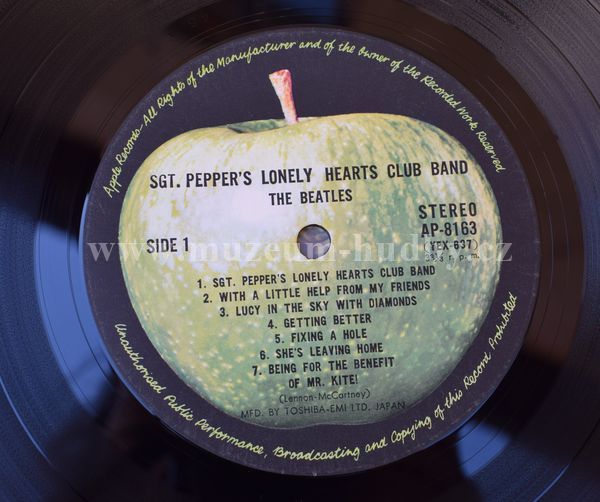 Apple Records-All Rights of the Manufacturer and of the Owner of the Recorded Work Reserved
SGT. PEPPER'S LONELY HEARTS CLUB BAND
THE BEATLES
STEREO
AP-8163
(YEX-637)
33⅓ r.p.m.
SIDE 1
1. SGT. PEPPER'S LONELY HEARTS CLUB BAND
2. WITH A LITTLE HELP FROM MY FRIENDS
3. LUCY IN THE SKY WITH DIAMONDS
4. GETTING BETTER
5. FIXING A HOLE
6. SHE'S LEAVING HOME
7. BEING FOR THE BENEFIT
OF MR. KITE!
(Lennon-McCartney)
MFD. BY TOSHIBA-EMI LTD. JAPAN
Unauthorised Public Performance, Broadcasting and Copying of this Record Prohibited